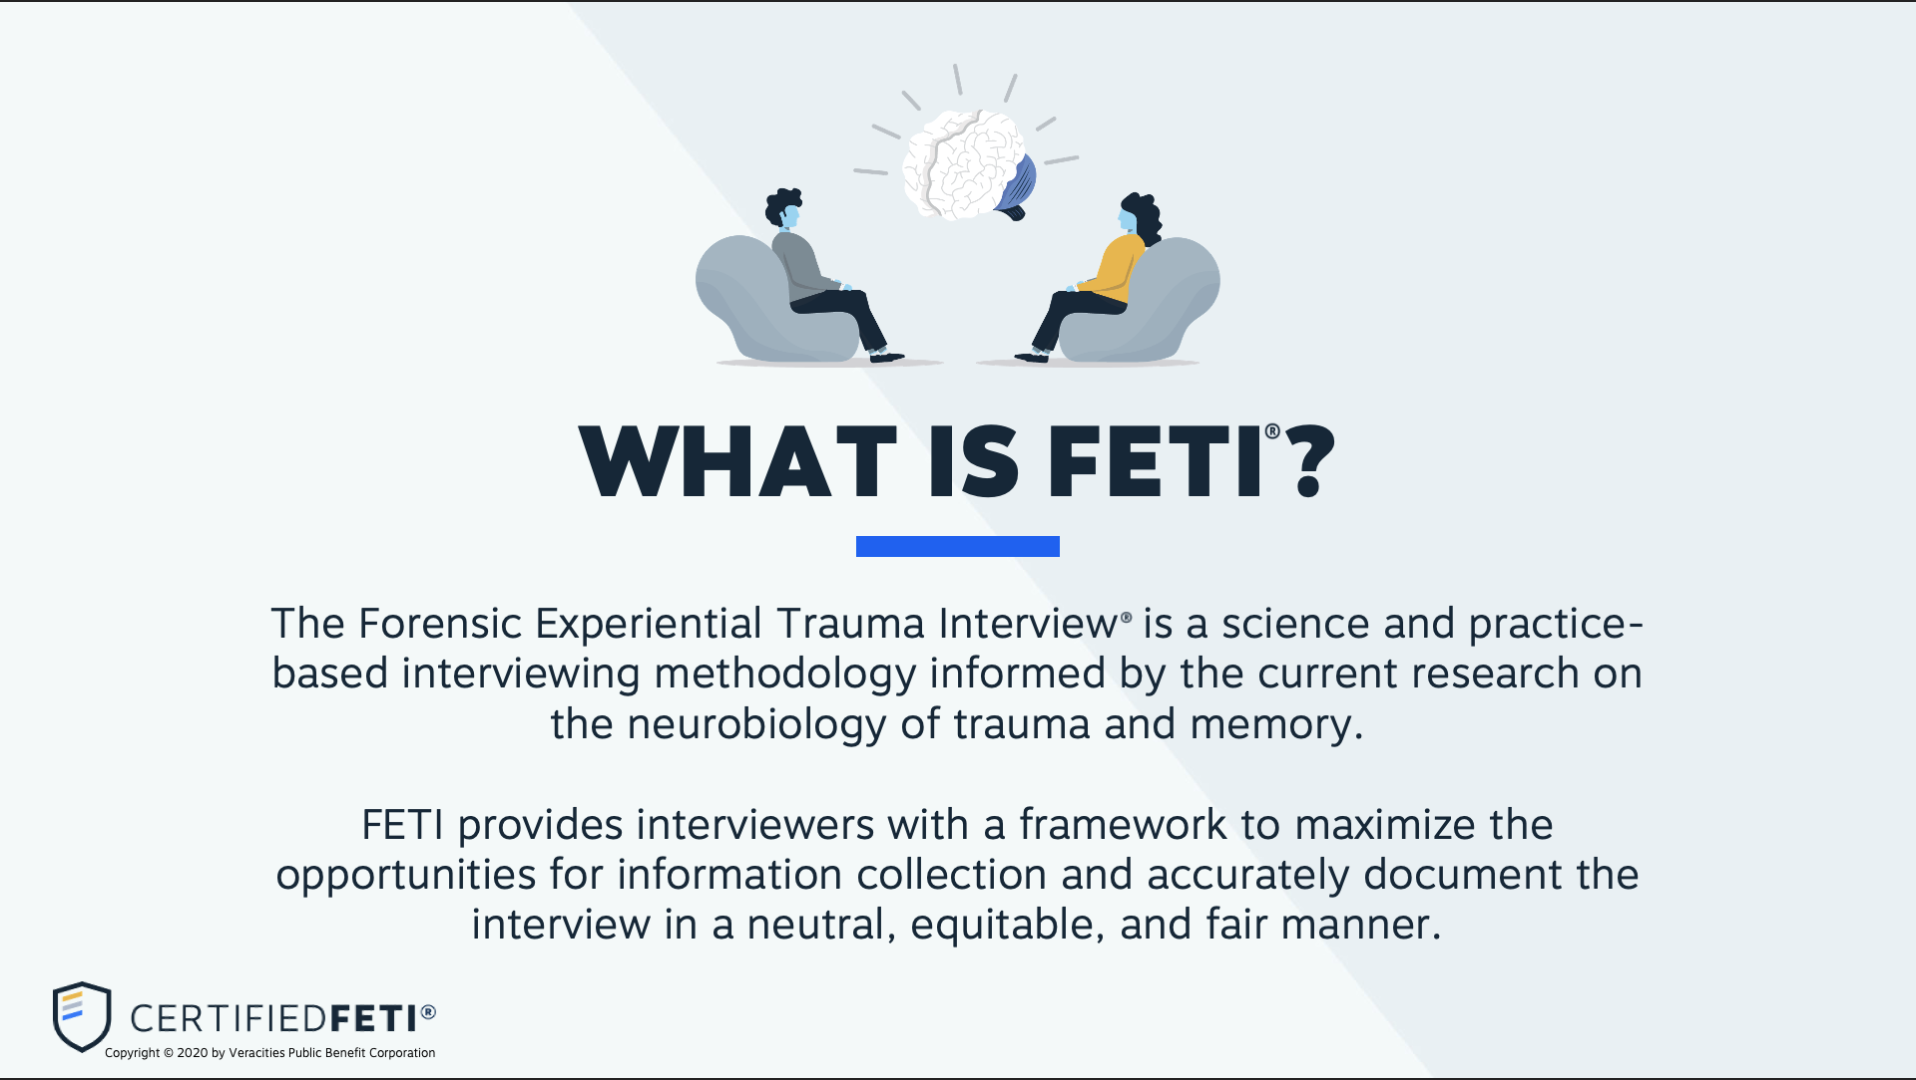 WHAT IS FETI®?
The Forensic Experiential Trauma Interview® is a science and practice-
based interviewing methodology informed by the current research on
the neurobiology of trauma and memory.
FETI provides interviewers with a framework to maximize the
opportunities for information collection and accurately document the
interview in a neutral, equitable, and fair manner.
CERTIFIEDFETI®
Copyright © 2020 by Veracities Public Benefit Corporation